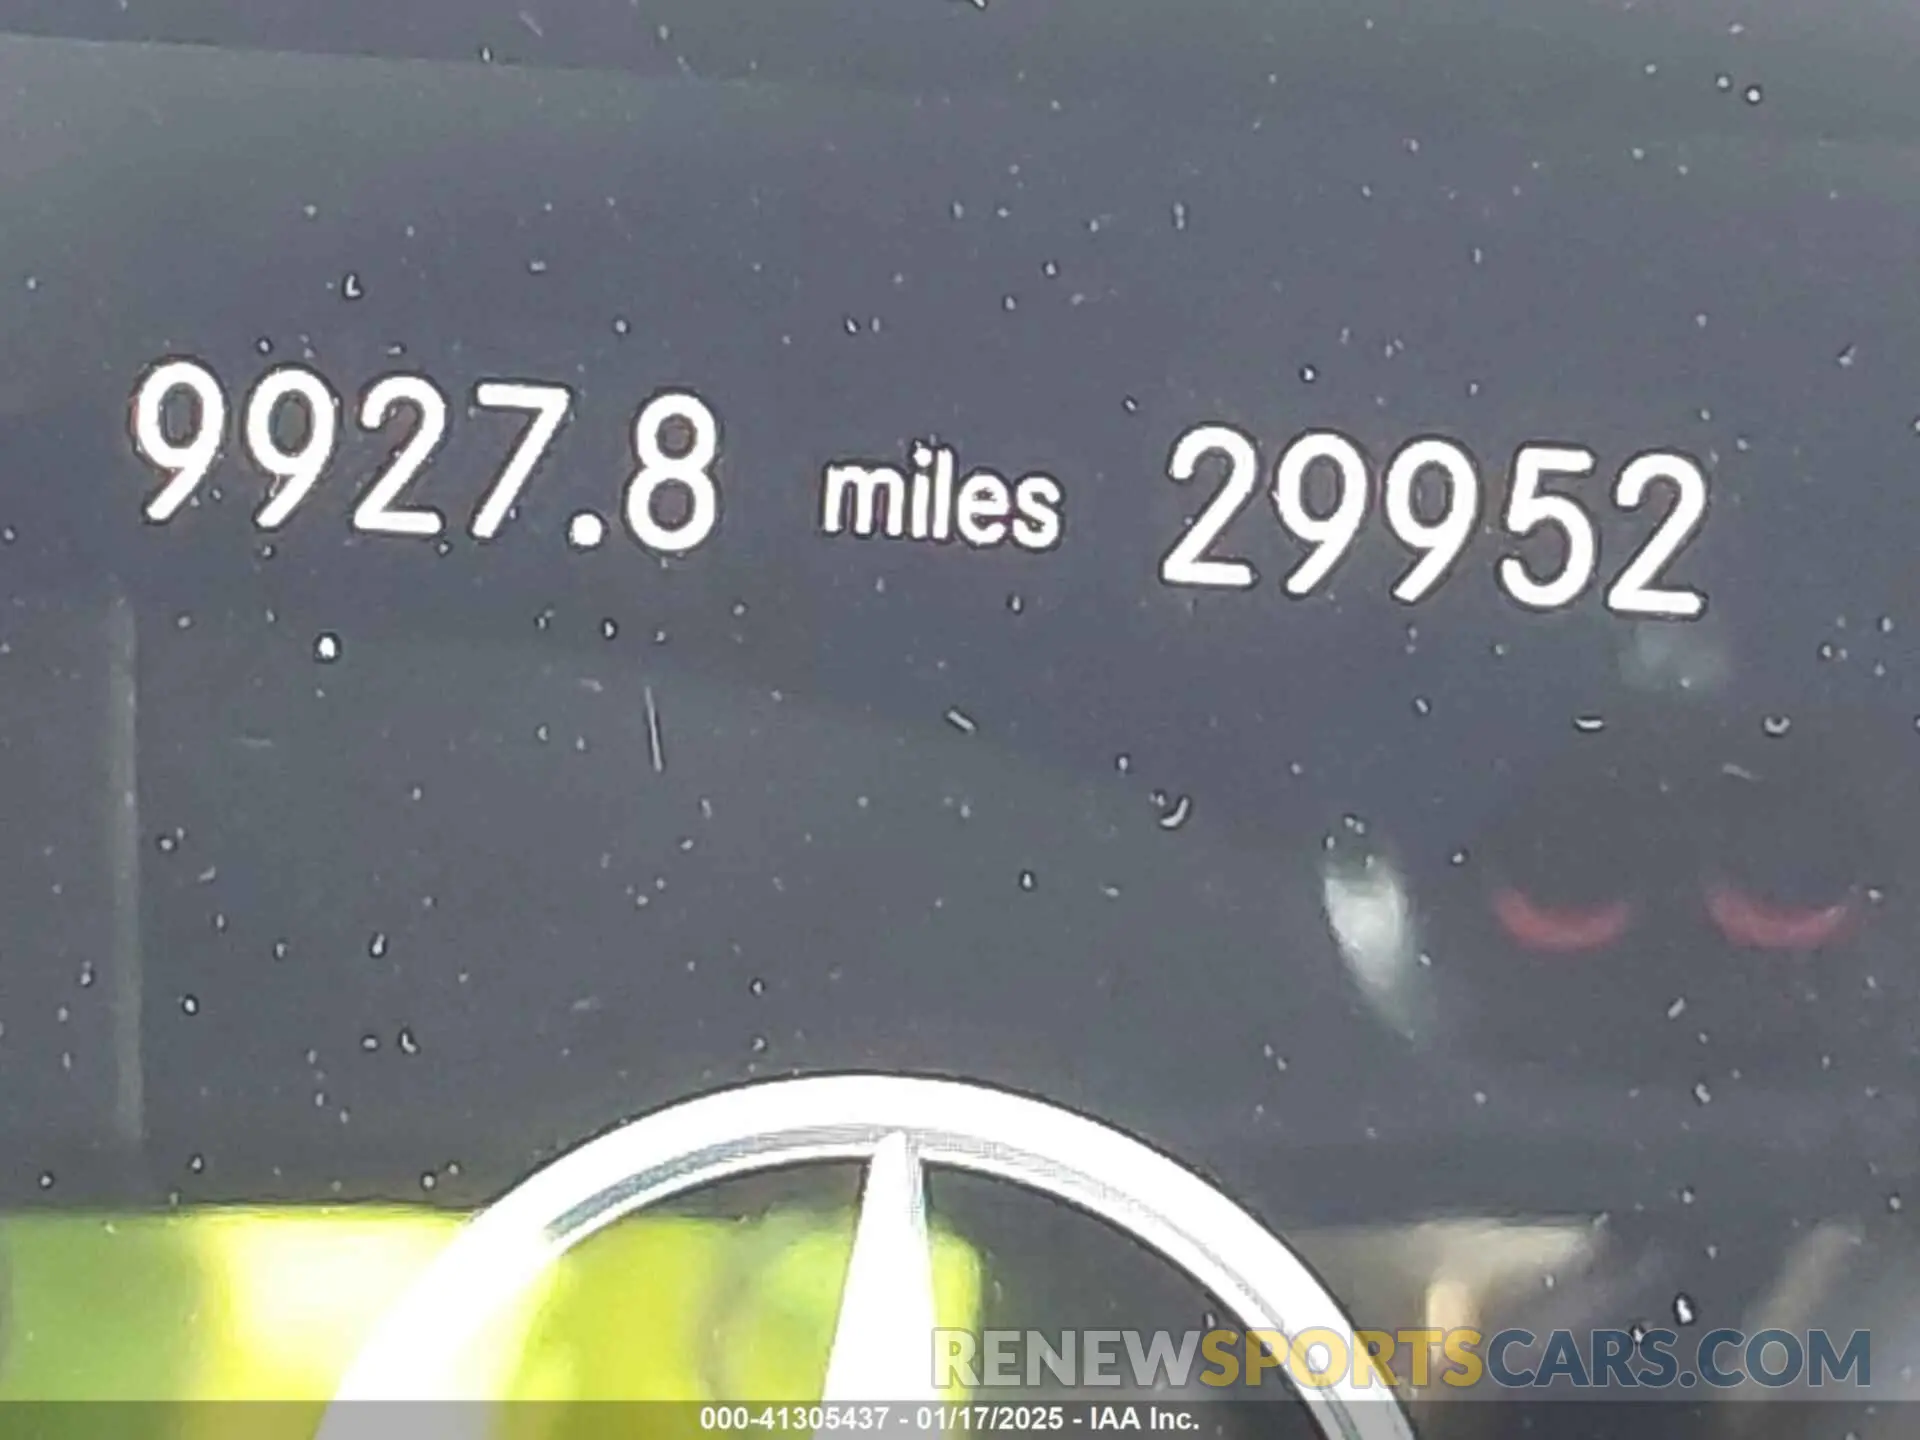 9927.8 miles 29952
RENEWSPORTSCARS.COM
000-41305437 - 01/17/2025 - IAA Inc.